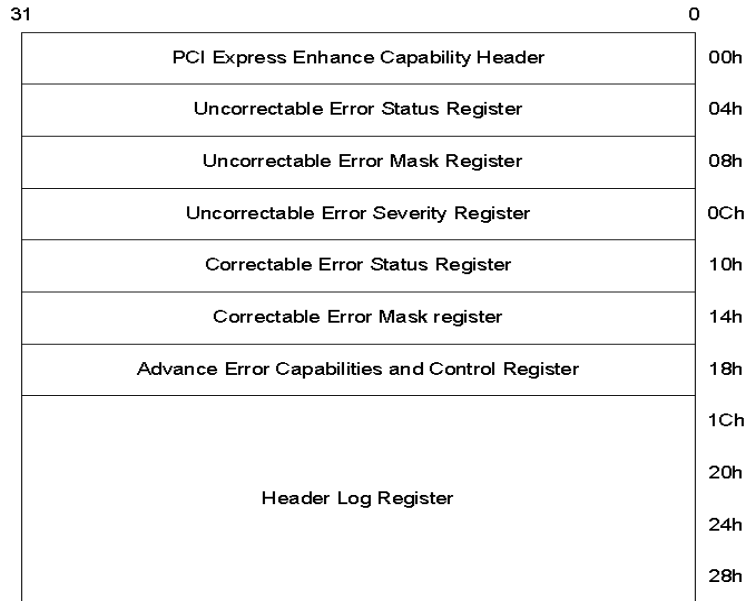 31 0
PCI Express Enhance Capability Header 00h
Uncorrectable Error Status Register 04h
Uncorrectable Error Mask Register 08h
Uncorrectable Error Severity Register 0Ch
Correctable Error Status Register 10h
Correctable Error Mask register 14h
Advance Error Capabilities and Control Register 18h
1Ch
20h
Header Log Register
24h
28h